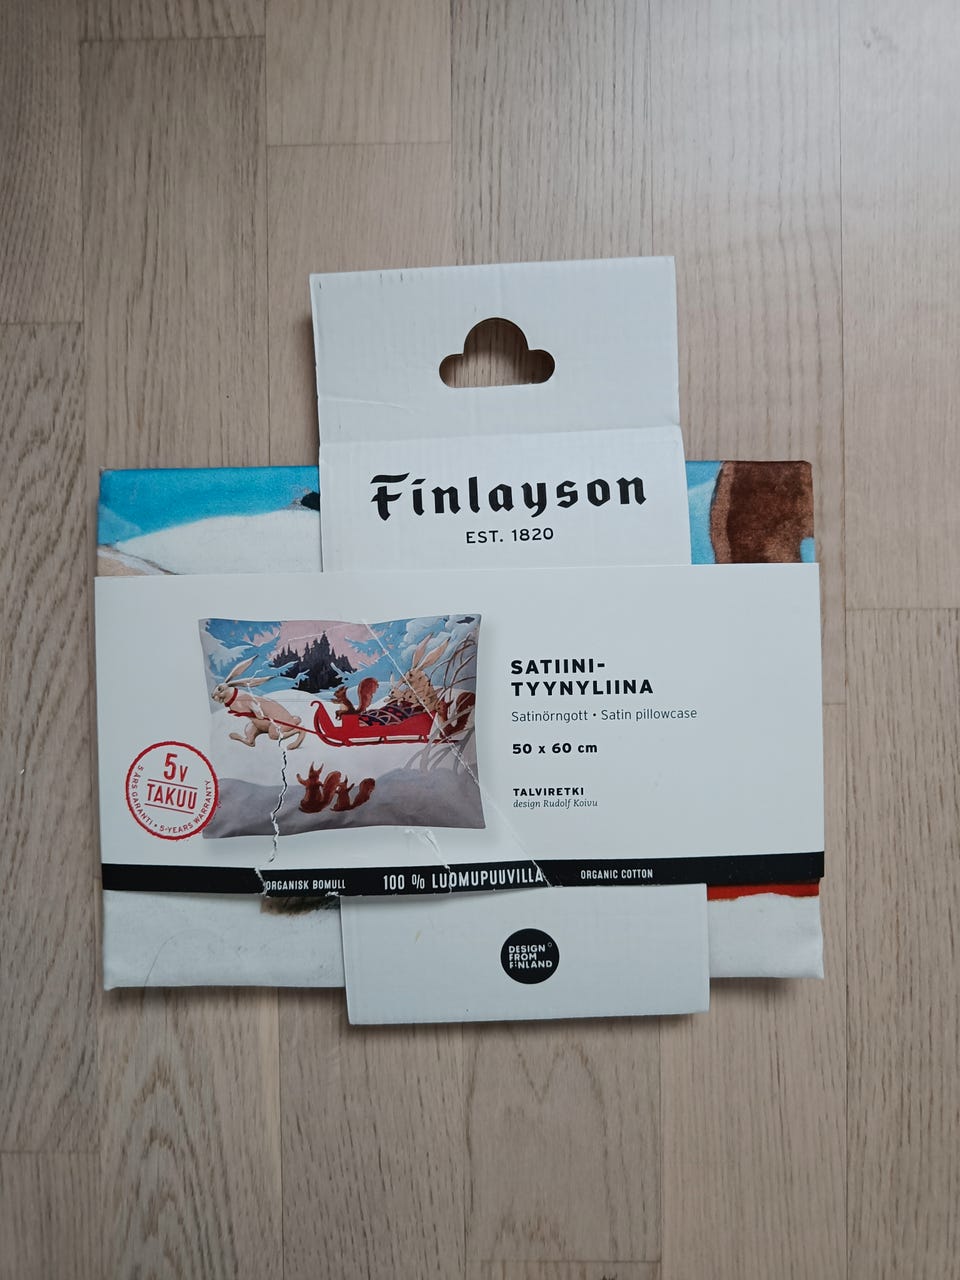 Finlayson
EST. 1820
SATIINI-
TYYNYLIINA
Satinörngott • Satin pillowcase
50 x 60 cm
TALVIRETKI
design Rudolf Koivu
5V
TAKUU
5 ÅRS GARANTI • 5-YEARS WARRANTY
ORGANISK BOMULL
100 % LUOMUPUUVILLA
ORGANIC COTTON
DESIGN
FROM
FINLAND